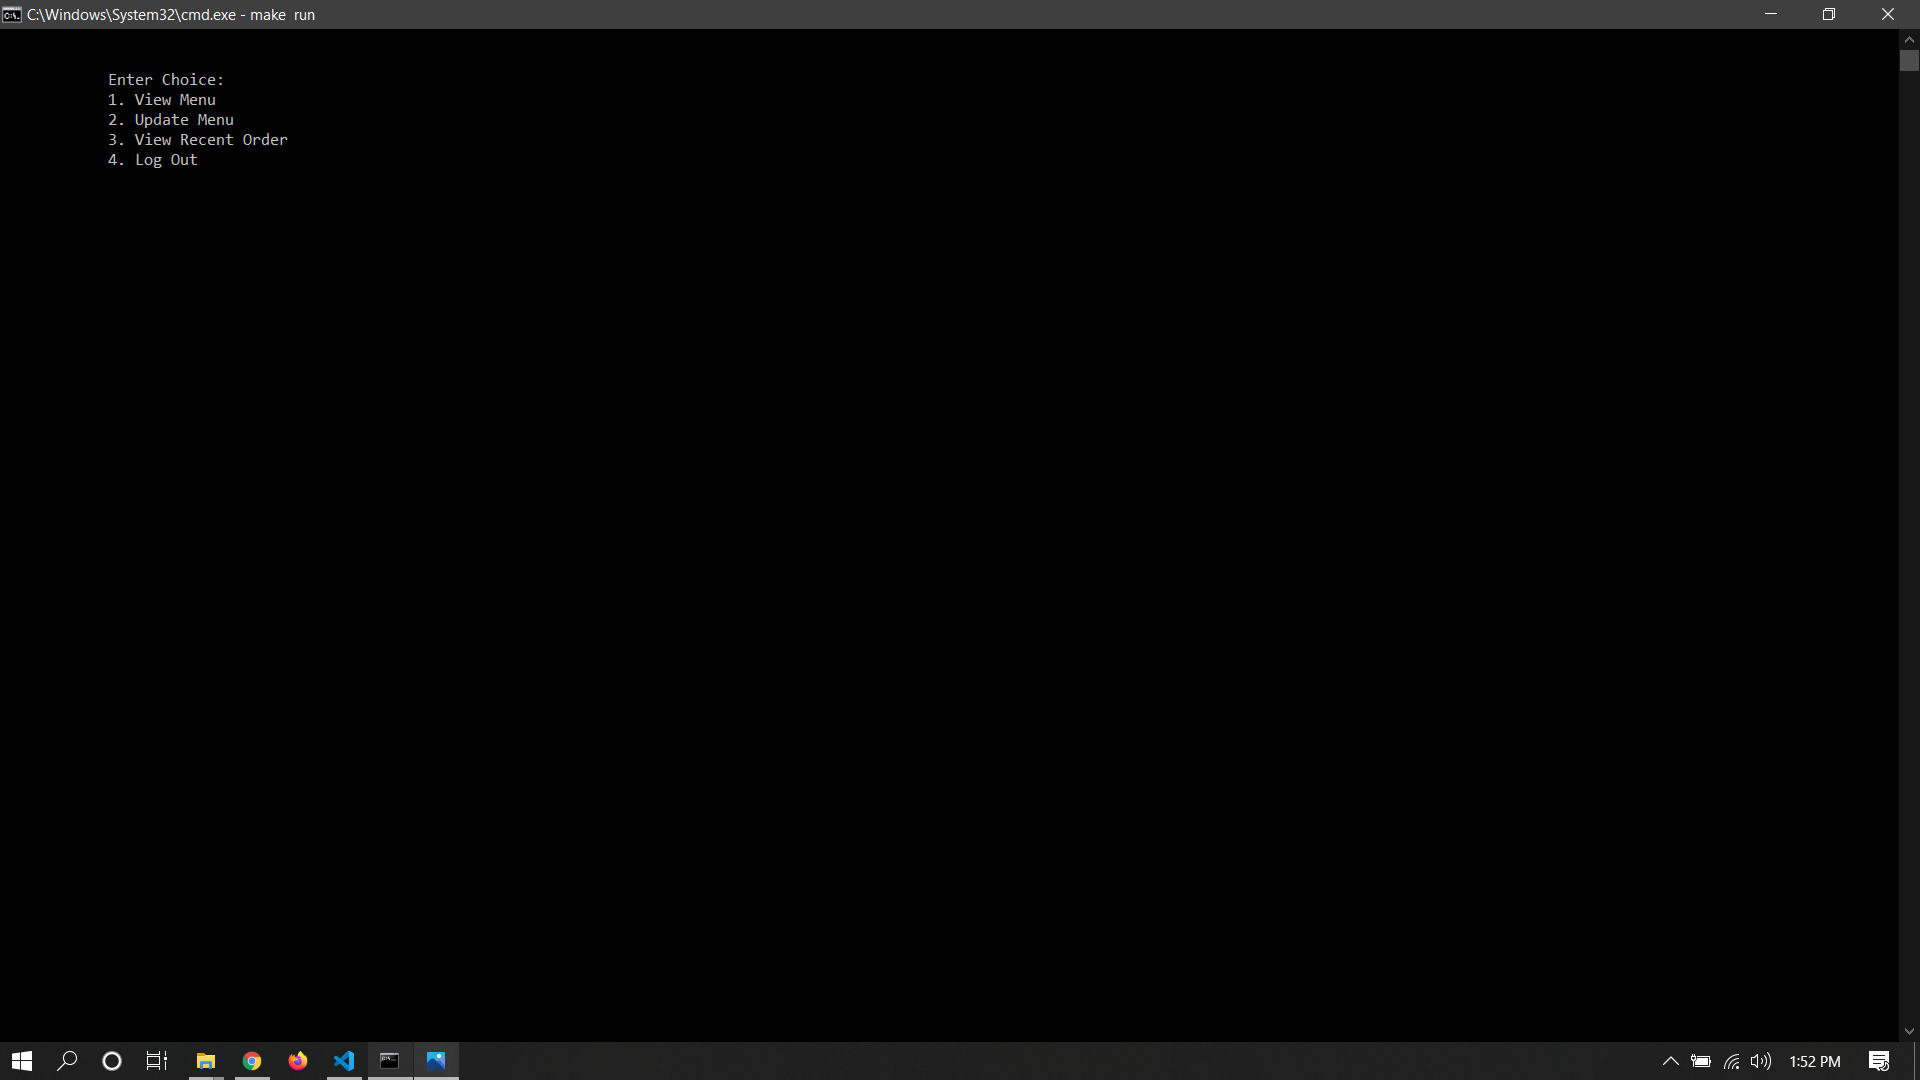 C:\Windows\System32\cmd.exe - make  run
Enter Choice:
1. View Menu
2. Update Menu
3. View Recent Order
4. Log Out
1:52 PM